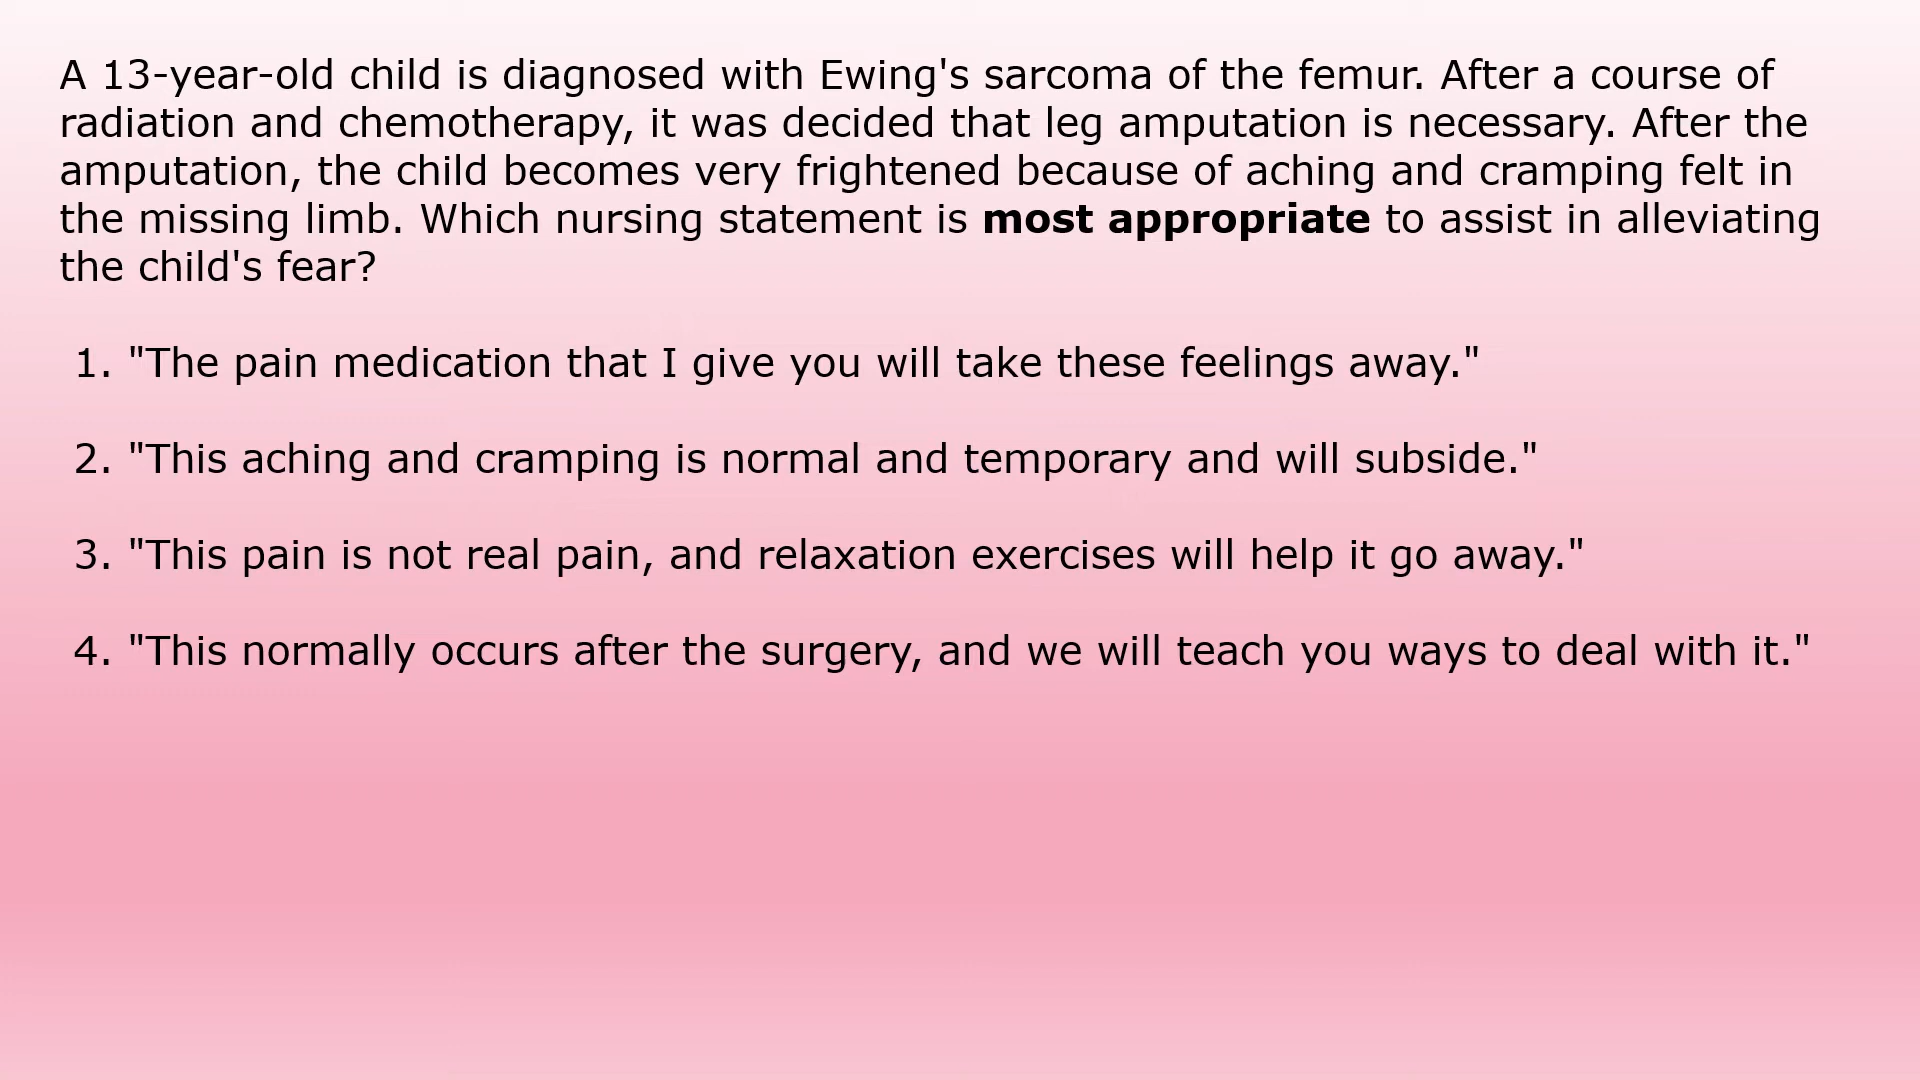 A 13-year-old child is diagnosed with Ewing's sarcoma of the femur. After a course of
radiation and chemotherapy, it was decided that leg amputation is necessary. After the
amputation, the child becomes very frightened because of aching and cramping felt in
the missing limb. Which nursing statement is most appropriate to assist in alleviating
the child's fear?
1. "The pain medication that I give you will take these feelings away."
2. "This aching and cramping is normal and temporary and will subside."
3. "This pain is not real pain, and relaxation exercises will help it go away."
4. "This normally occurs after the surgery, and we will teach you ways to deal with it."